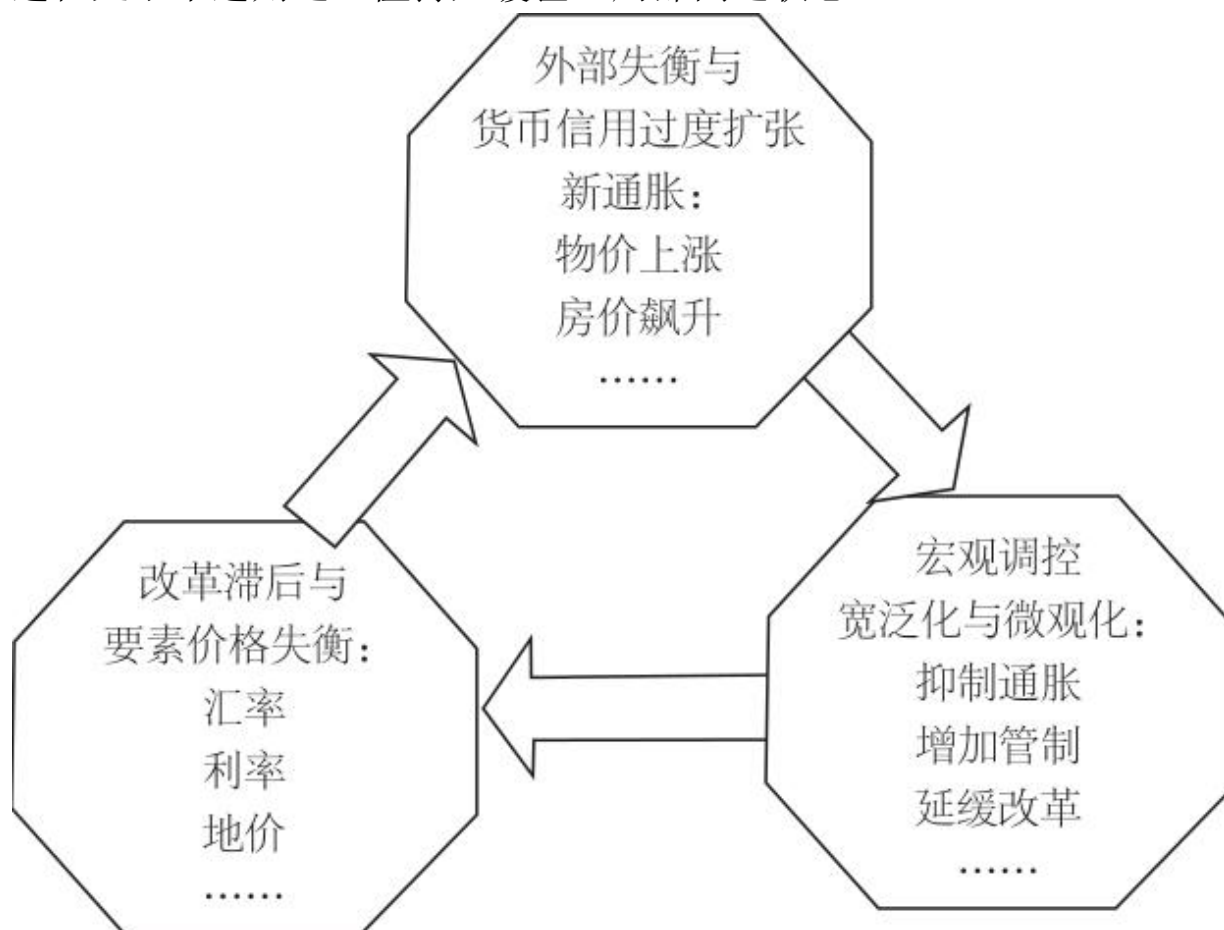 外部失衡与
货币信用过度扩张
新通胀：
物价上涨
房价飙升
……
宏观调控
宽泛化与微观化：
抑制通胀
增加管制
延缓改革
……
改革滞后与
要素价格失衡：
汇率
利率
地价
……